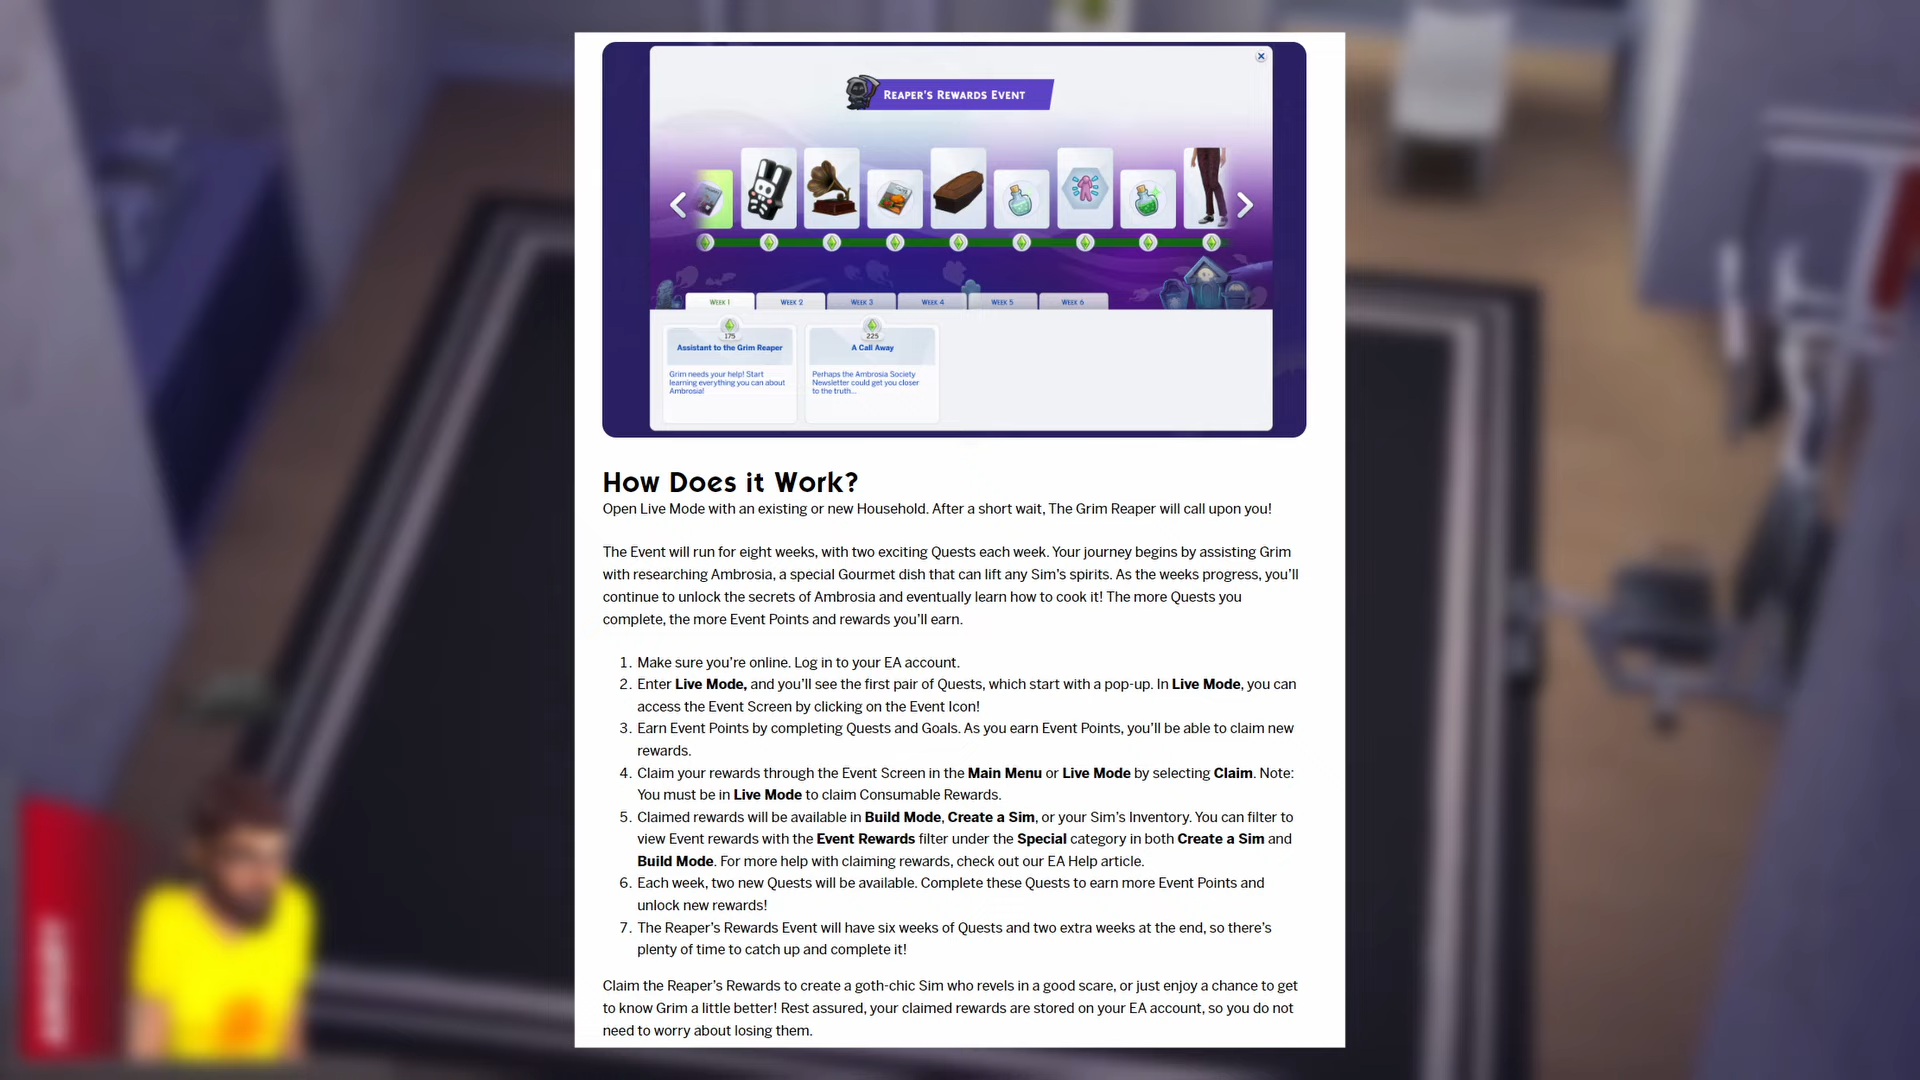 REAPER'S REWARDS EVENT
WEEK 1 WEEK 2 WEEK 3 WEEK 4 WEEK 5 WEEK 6
175
Assistant to the Grim Reaper
Grim needs your help! Start
learning everything you can about
Ambrosia!
225
A Call Away
Perhaps the Ambrosia Society
Newsletter could get you closer
to the truth...
How Does it Work?
Open Live Mode with an existing or new Household. After a short wait, The Grim Reaper will call upon you!
The Event will run for eight weeks, with two exciting Quests each week. Your journey begins by assisting Grim
with researching Ambrosia, a special Gourmet dish that can lift any Sim's spirits. As the weeks progress, you'll
continue to unlock the secrets of Ambrosia and eventually learn how to cook it! The more Quests you
complete, the more Event Points and rewards you'll earn.
1. Make sure you're online. Log in to your EA account.
2. Enter Live Mode, and you'll see the first pair of Quests, which start with a pop-up. In Live Mode, you can
access the Event Screen by clicking on the Event Icon!
3. Earn Event Points by completing Quests and Goals. As you earn Event Points, you'll be able to claim new
rewards.
4. Claim your rewards through the Event Screen in the Main Menu or Live Mode by selecting Claim. Note:
You must be in Live Mode to claim Consumable Rewards.
5. Claimed rewards will be available in Build Mode, Create a Sim, or your Sim's Inventory. You can filter to
view Event rewards with the Event Rewards filter under the Special category in both Create a Sim and
Build Mode. For more help with claiming rewards, check out our EA Help article.
6. Each week, two new Quests will be available. Complete these Quests to earn more Event Points and
unlock new rewards!
7. The Reaper's Rewards Event will have six weeks of Quests and two extra weeks at the end, so there's
plenty of time to catch up and complete it!
Claim the Reaper's Rewards to create a goth-chic Sim who revels in a good scare, or just enjoy a chance to get
to know Grim a little better! Rest assured, your claimed rewards are stored on your EA account, so you do not
need to worry about losing them.